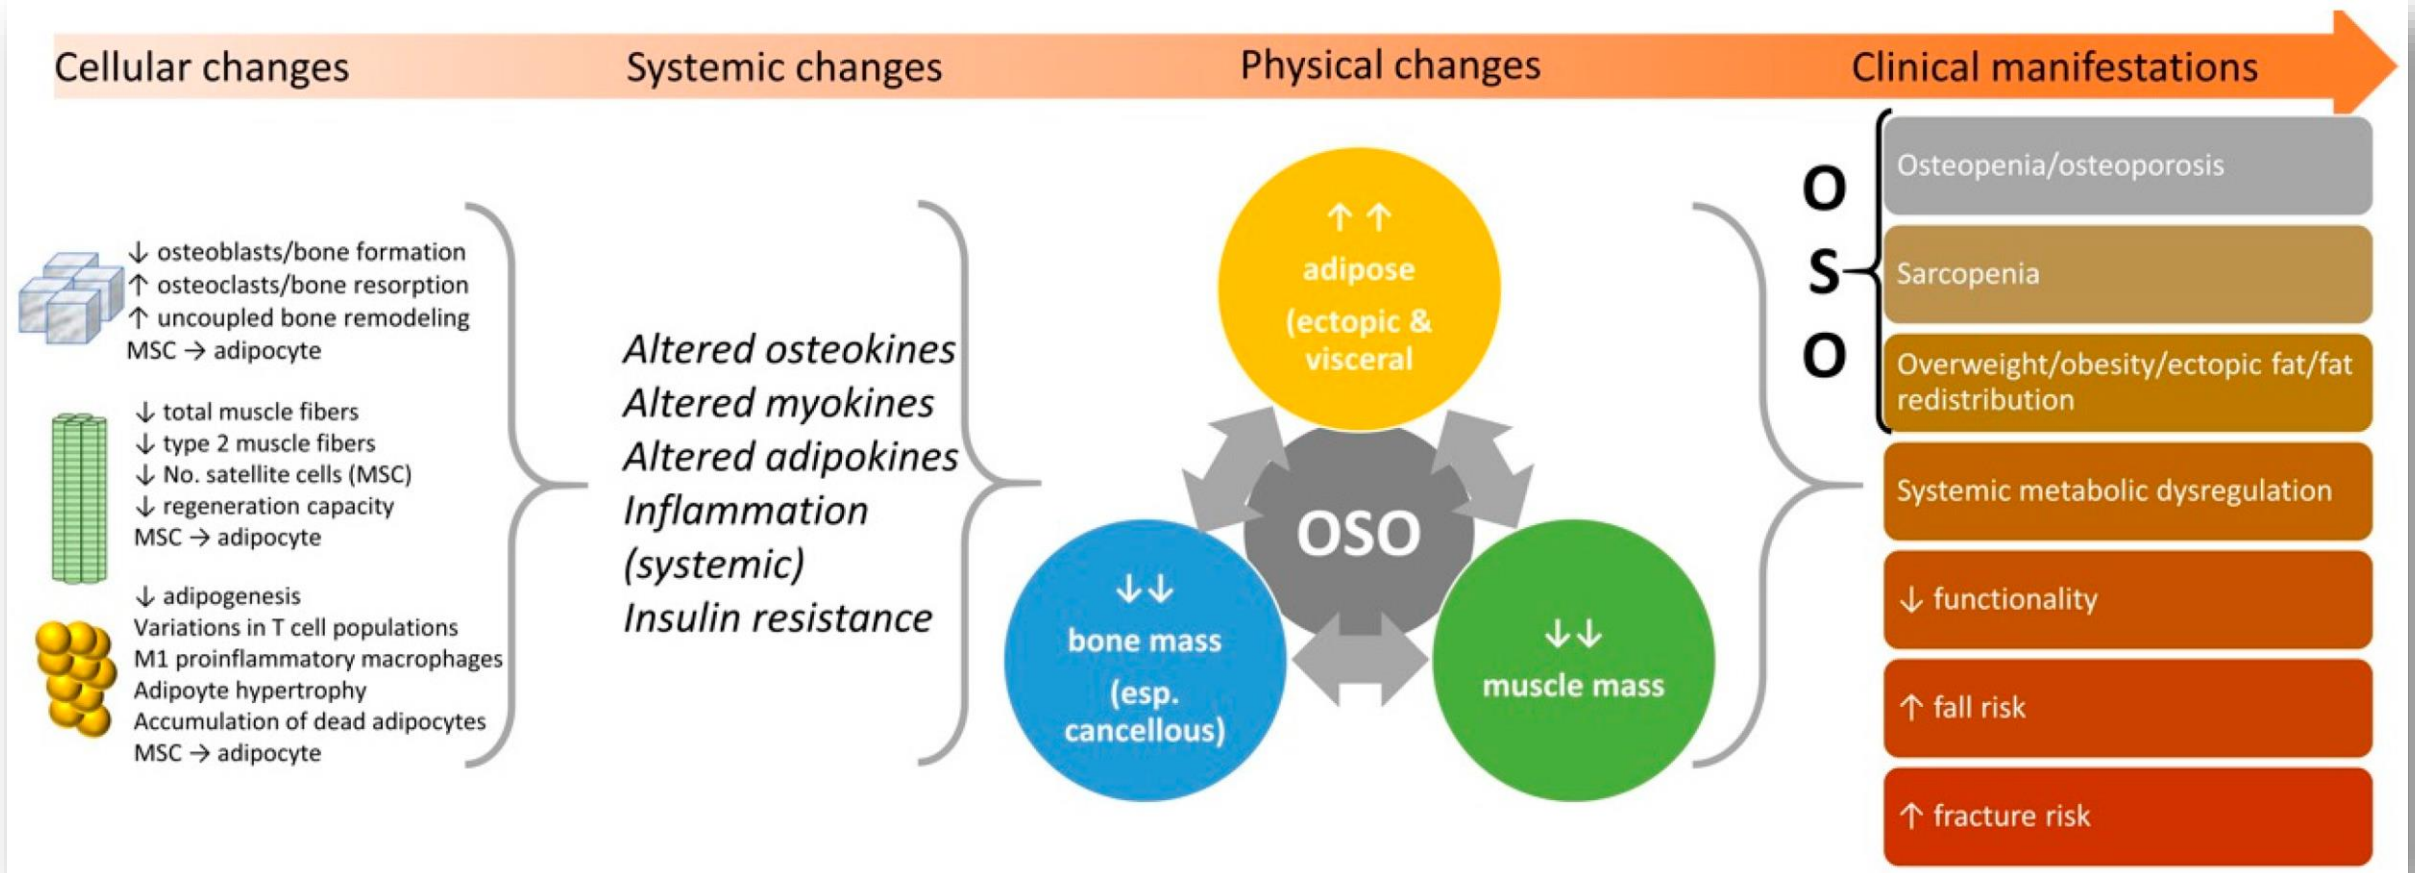 Cellular changes
Systemic changes
Physical changes
Clinical manifestations
↓ osteoblasts/bone formation
↑ osteoclasts/bone resorption
↑ uncoupled bone remodeling
MSC → adipocyte
↓ total muscle fibers
↓ type 2 muscle fibers
↓ No. satellite cells (MSC)
↓ regeneration capacity
MSC → adipocyte
↓ adipogenesis
Variations in T cell populations
M1 proinflammatory macrophages
Adipoyte hypertrophy
Accumulation of dead adipocytes
MSC → adipocyte
Altered osteokines
Altered myokines
Altered adipokines
Inflammation
(systemic)
Insulin resistance
↑ ↑
adipose
(ectopic &
visceral
OSO
↓↓
bone mass
(esp.
cancellous)
↓↓
muscle mass
O
S
O
Osteopenia/osteoporosis
Sarcopenia
Overweight/obesity/ectopic fat/fat
redistribution
Systemic metabolic dysregulation
↓ functionality
↑ fall risk
↑ fracture risk